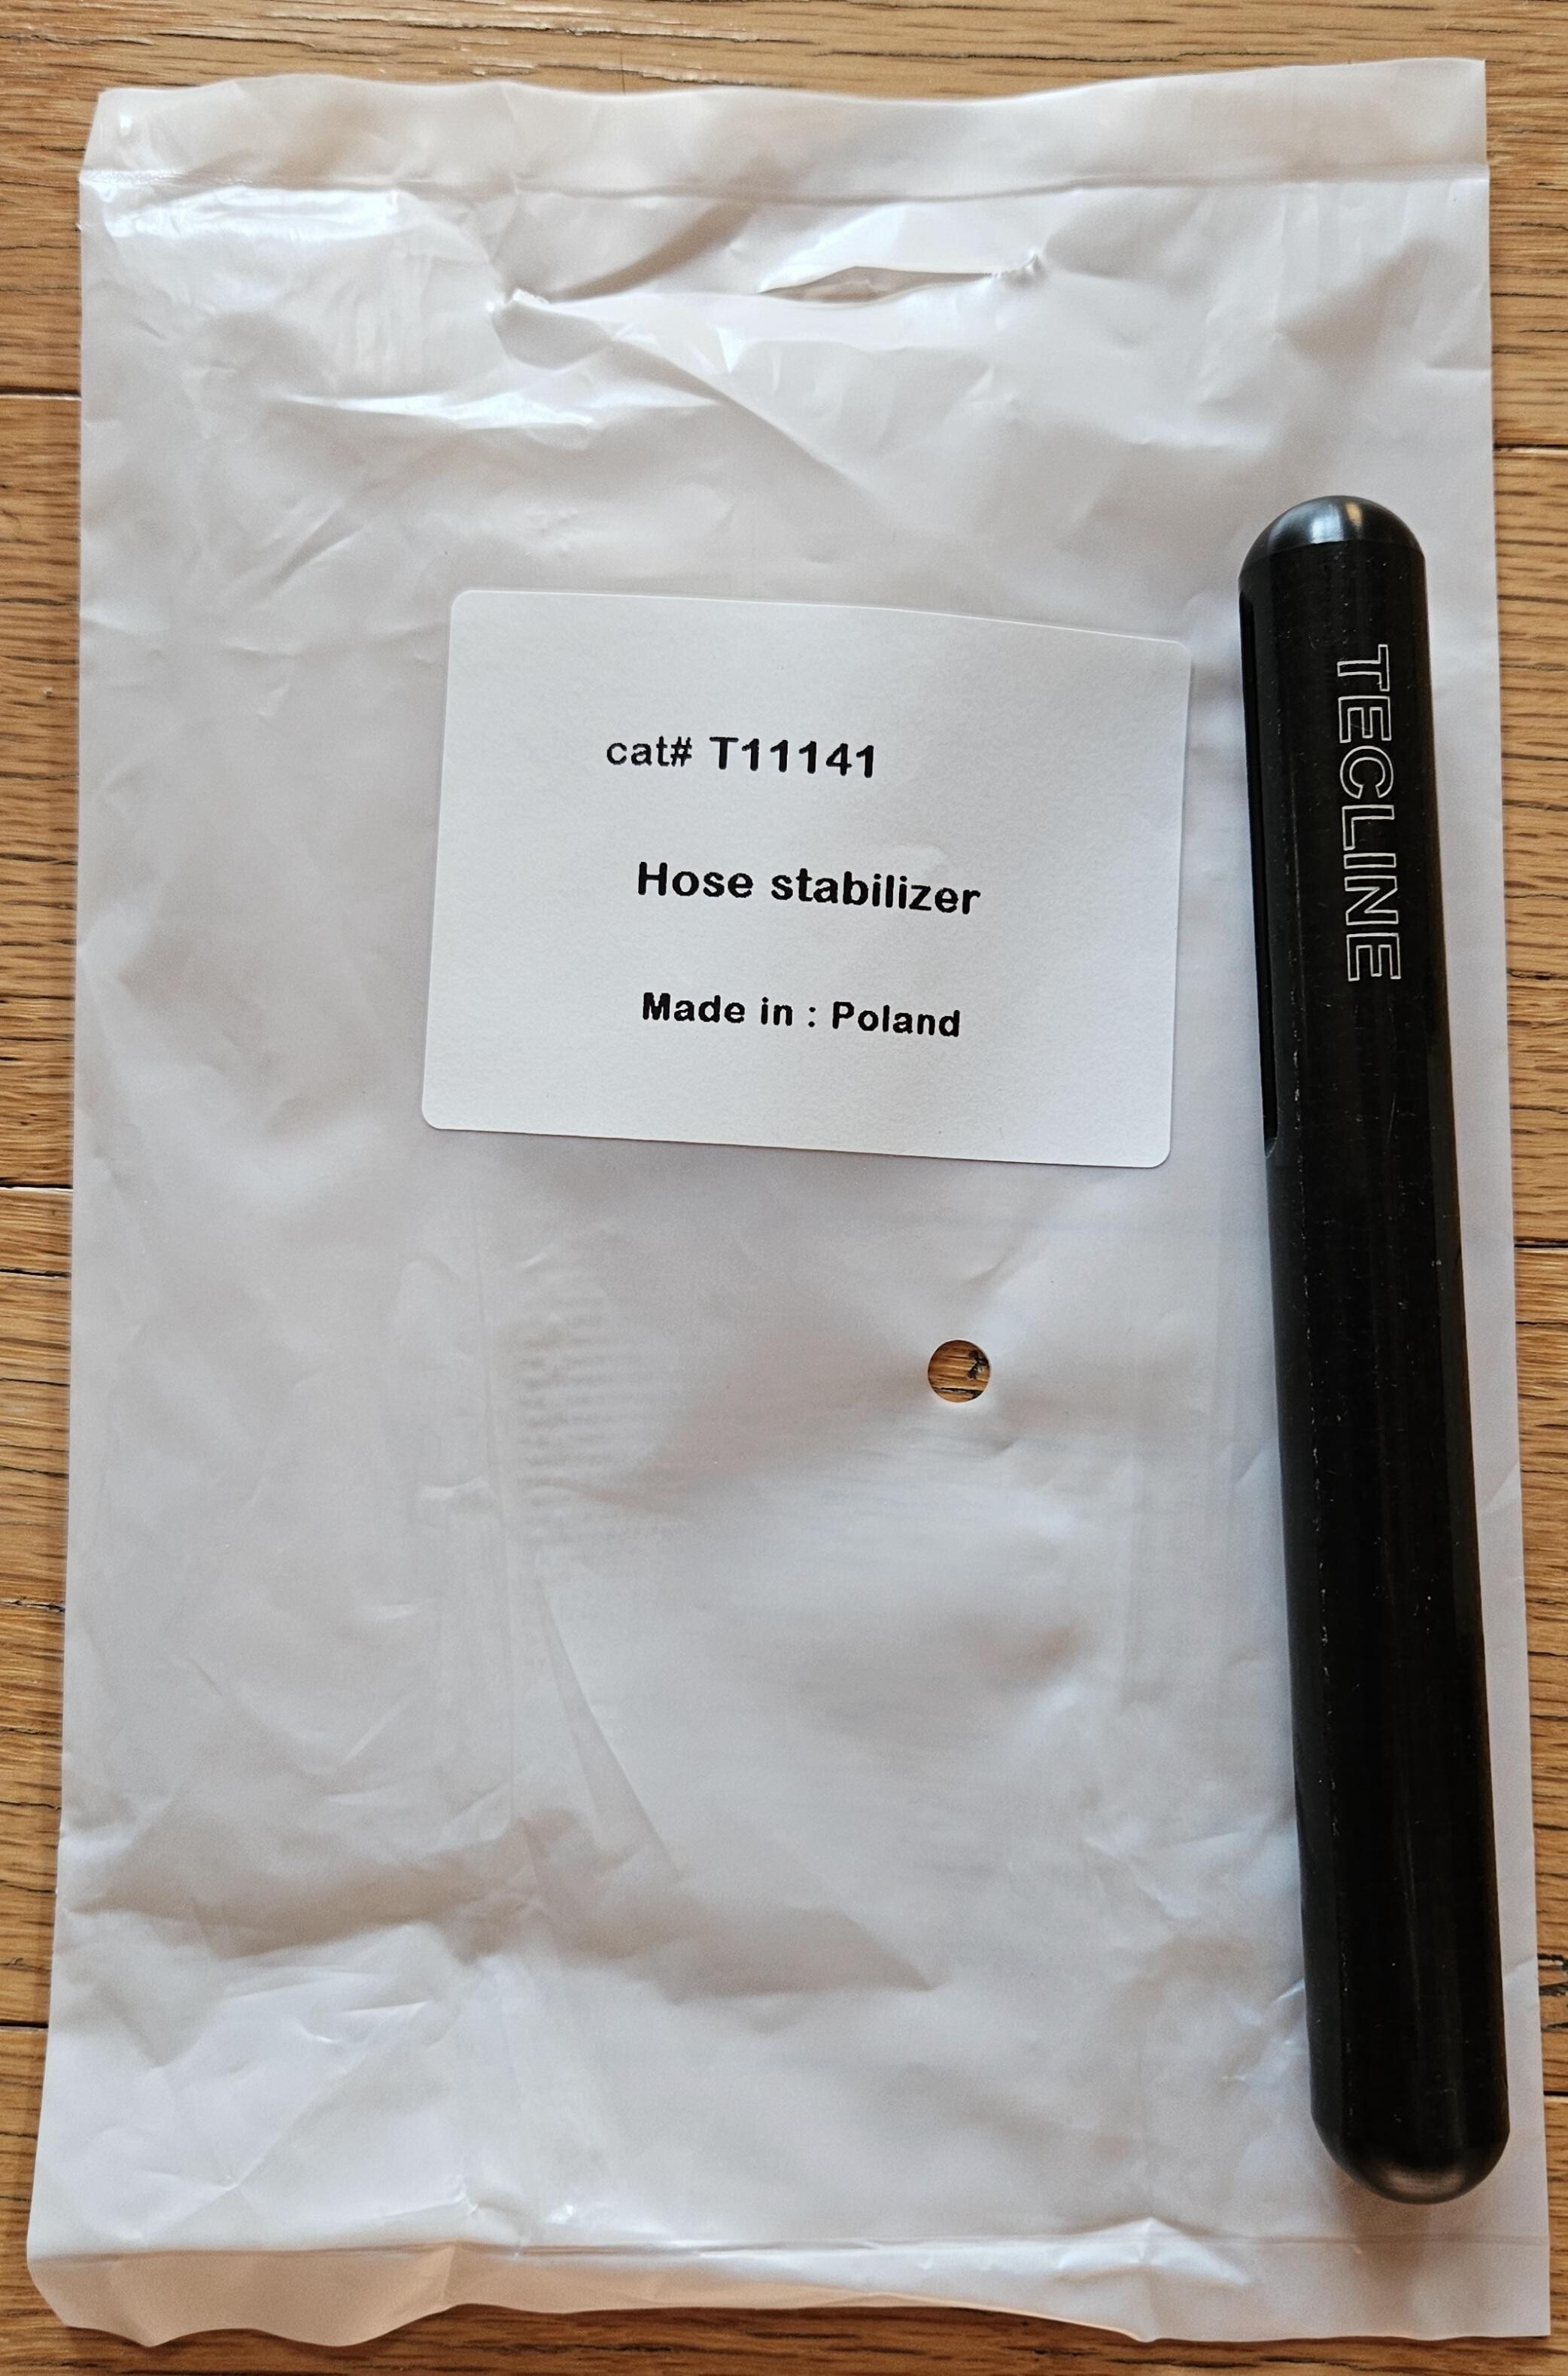 cat# T11141
Hose stabilizer
Made in : Poland
TECLINE